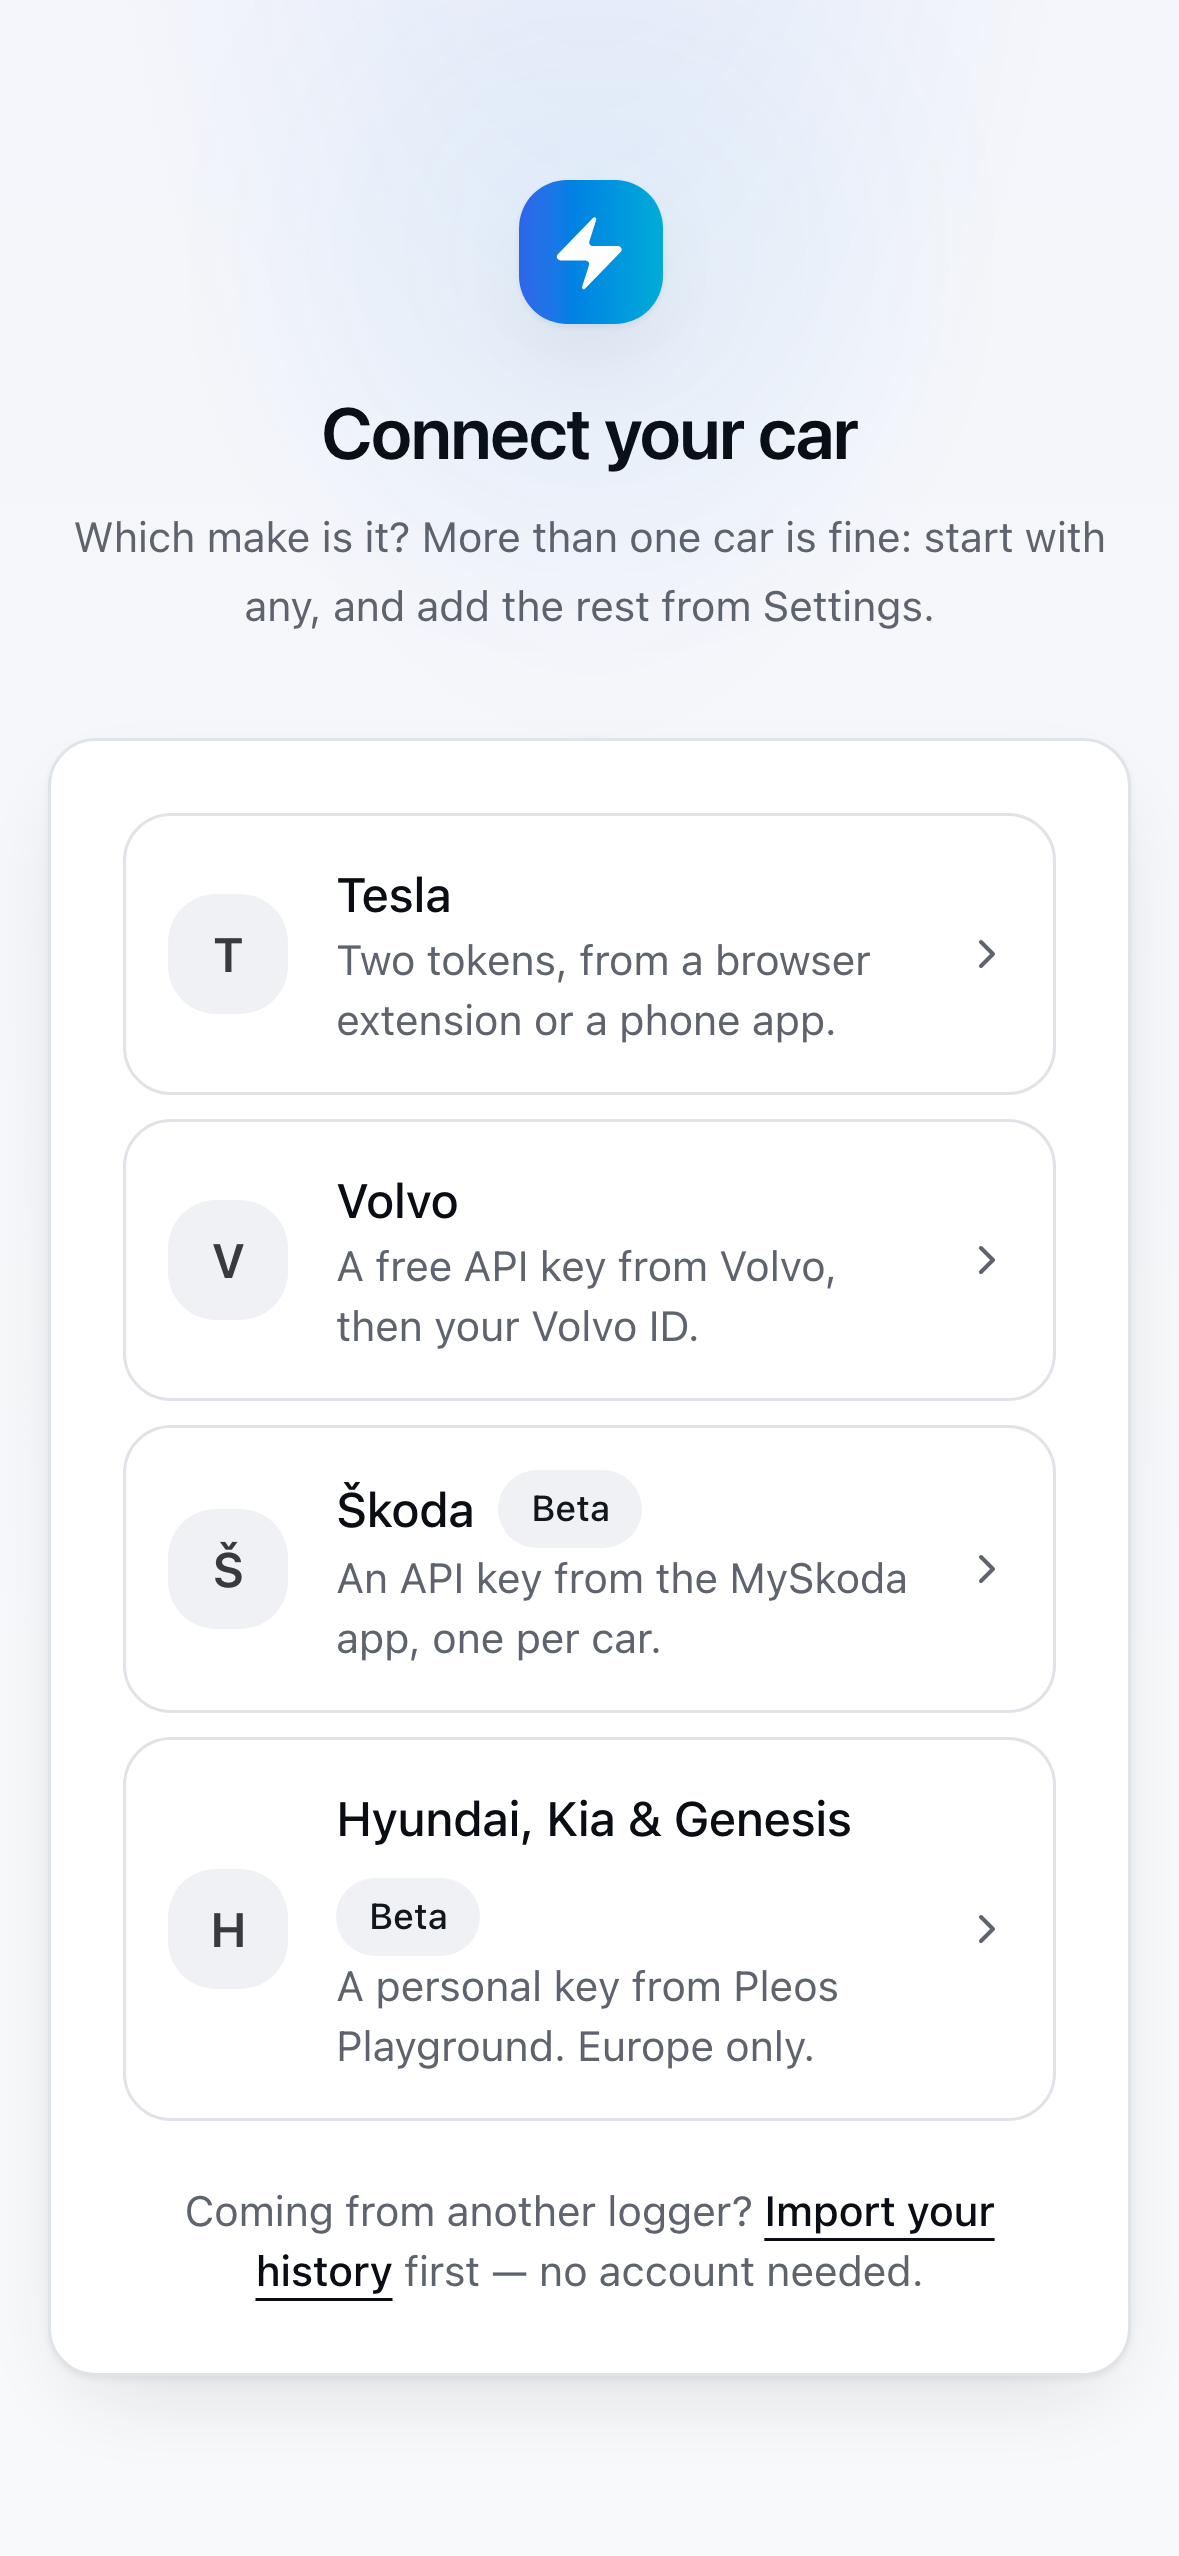 Connect your car
Which make is it? More than one car is fine: start with
any, and add the rest from Settings.
T
Tesla
Two tokens, from a browser
extension or a phone app.
V
Volvo
A free API key from Volvo,
then your Volvo ID.
Š
Škoda Beta
An API key from the MySkoda
app, one per car.
H
Hyundai, Kia & Genesis
Beta
A personal key from Pleos
Playground. Europe only.
Coming from another logger? Import your
history first — no account needed.